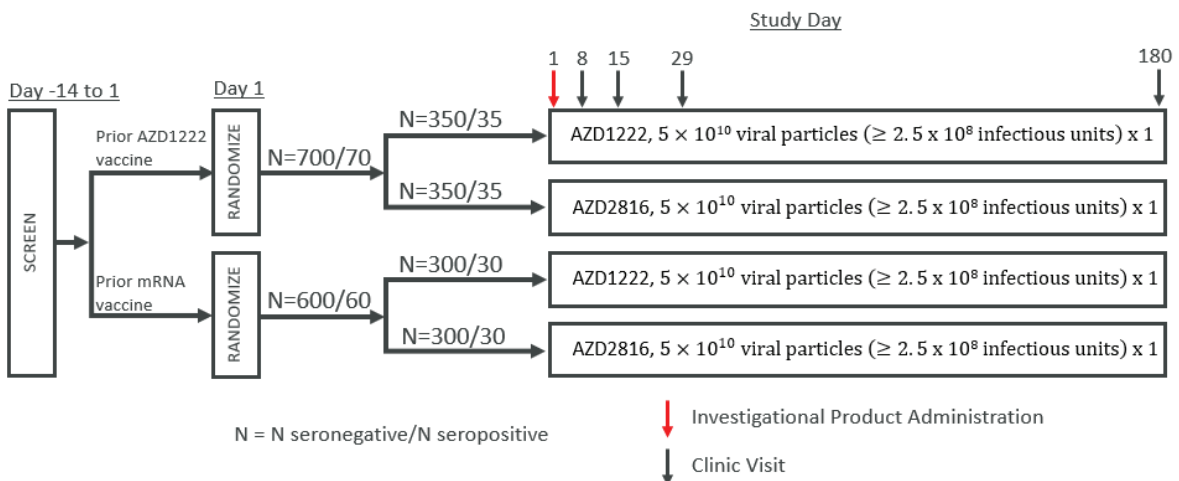 Study Day
1 8 15 29 180
Day -14 to 1
Day 1
SCREEN
Prior AZD1222
vaccine
RANDOMIZE
N=700/70
N=350/35
AZD1222, 5 × 10¹⁰ viral particles (≥ 2.5 x 10⁸ infectious units) x 1
N=350/35
AZD2816, 5 × 10¹⁰ viral particles (≥ 2.5 x 10⁸ infectious units) x 1
Prior mRNA
vaccine
RANDOMIZE
N=600/60
N=300/30
AZD1222, 5 × 10¹⁰ viral particles (≥ 2.5 x 10⁸ infectious units) x 1
N=300/30
AZD2816, 5 × 10¹⁰ viral particles (≥ 2.5 x 10⁸ infectious units) x 1
N = N seronegative/N seropositive
Investigational Product Administration
Clinic Visit